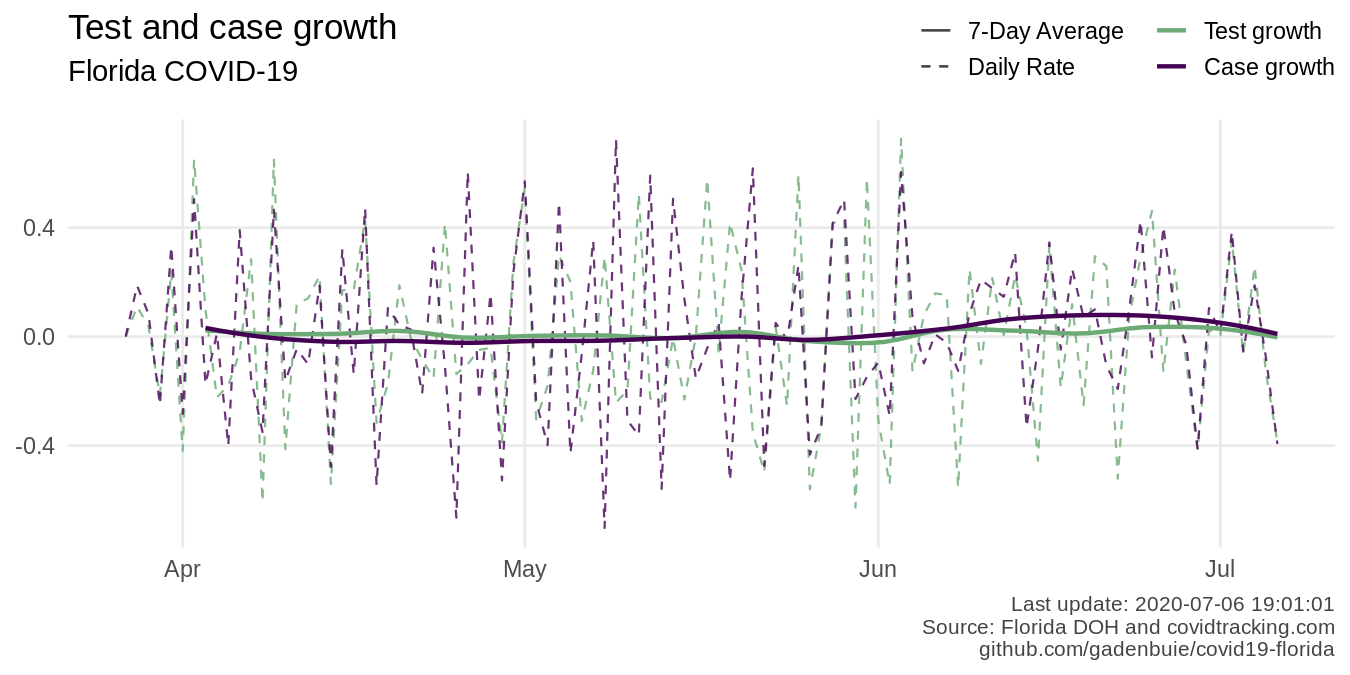 Test and case growth
Florida COVID-19
7-Day Average
Test growth
Daily Rate
Case growth
0.4
0.0
-0.4
Apr
May
Jun
Jul
Last update: 2020-07-06 19:01:01
Source: Florida DOH and covidtracking.com
github.com/gadenbuie/covid19-florida